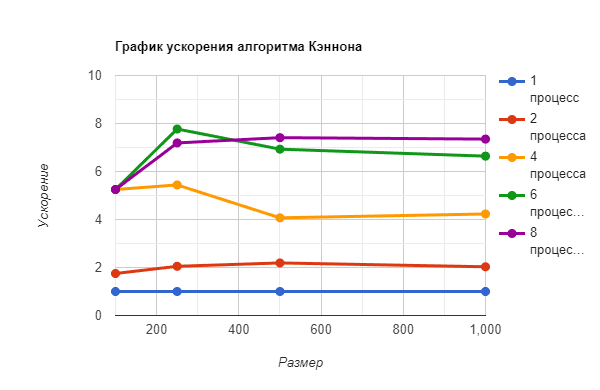 График ускорения алгоритма Кэннона
10
8
6
4
2
0
Ускорение
200
400
600
800
1,000
Размер
1
процесс
2
процесса
4
процесса
6
процес...
8
процес...